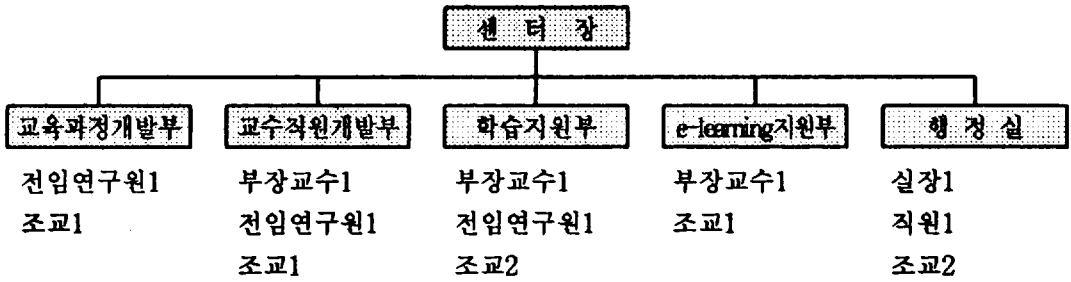 센 터 장
교육과정개발부 교수직원개발부 학습지원부 e-learning지원부 행 정 실
전임연구원1 부장교수1 부장교수1 부장교수1 실장1
조교1 전임연구원1 전임연구원1 조교1 직원1
조교1 조교2 조교2